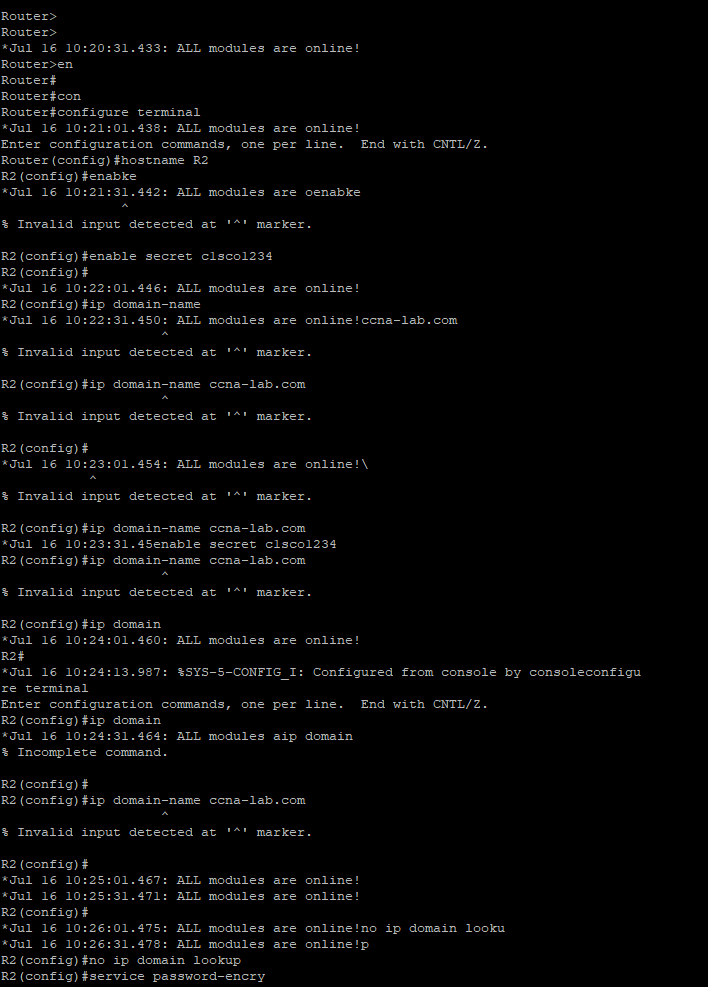 Router>
Router>
*Jul 16 10:20:31.433: ALL modules are online!
Router>en
Router#
Router#con
Router#configure terminal
*Jul 16 10:21:01.438: ALL modules are online!
Enter configuration commands, one per line.  End with CNTL/Z.
Router(config)#hostname R2
R2(config)#enabke
*Jul 16 10:21:31.442: ALL modules are oenabke
               ^
% Invalid input detected at '^' marker.

R2(config)#enable secret c1sco1234
R2(config)#
*Jul 16 10:22:01.446: ALL modules are online!
R2(config)#ip domain-name
*Jul 16 10:22:31.450: ALL modules are online!ccna-lab.com
                    ^
% Invalid input detected at '^' marker.

R2(config)#ip domain-name ccna-lab.com
                    ^
% Invalid input detected at '^' marker.

R2(config)#
*Jul 16 10:23:01.454: ALL modules are online!\
           ^
% Invalid input detected at '^' marker.

R2(config)#ip domain-name ccna-lab.com
*Jul 16 10:23:31.45enable secret c1sco1234
R2(config)#ip domain-name ccna-lab.com
                    ^
% Invalid input detected at '^' marker.

R2(config)#ip domain
*Jul 16 10:24:01.460: ALL modules are online!
R2#
*Jul 16 10:24:13.987: %SYS-5-CONFIG_I: Configured from console by consoleconfigu
re terminal
Enter configuration commands, one per line.  End with CNTL/Z.
R2(config)#ip domain
*Jul 16 10:24:31.464: ALL modules aip domain
% Incomplete command.

R2(config)#
R2(config)#ip domain-name ccna-lab.com
                    ^
% Invalid input detected at '^' marker.

R2(config)#
*Jul 16 10:25:01.467: ALL modules are online!
*Jul 16 10:25:31.471: ALL modules are online!
R2(config)#
*Jul 16 10:26:01.475: ALL modules are online!no ip domain looku
*Jul 16 10:26:31.478: ALL modules are online!p
R2(config)#no ip domain lookup
R2(config)#service password-encry